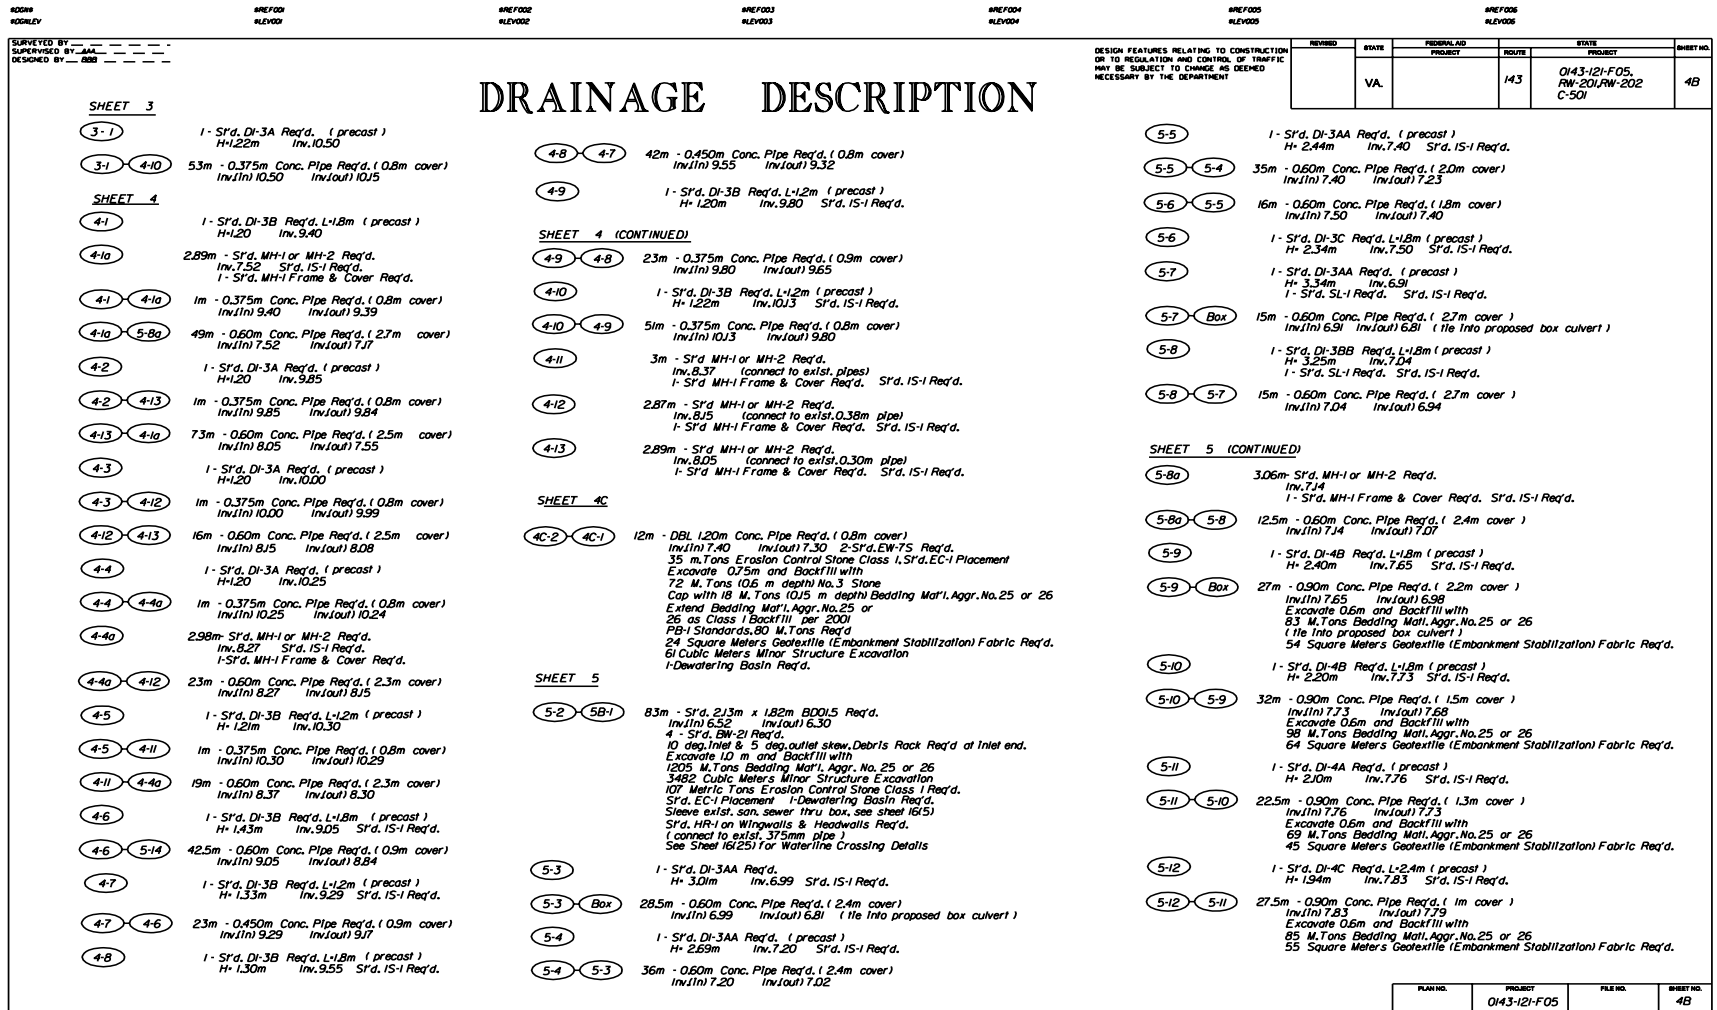 *DGN# *REF001 *REF002 *REF003 *REF004 *REF005 *REF006
*DGNLEV *LEV001 *LEV002 *LEV003 *LEV004 *LEV005 *LEV006
SURVEYED BY
SUPERVISED BY AAA
DESIGNED BY BBB
DESIGN FEATURES RELATING TO CONSTRUCTION
OR TO REGULATION AND CONTROL OF TRAFFIC
MAY BE SUBJECT TO CHANGE AS DEEMED
NECESSARY BY THE DEPARTMENT
REVISED STATE FEDERAL AID PROJECT ROUTE STATE PROJECT SHEET NO.
VA. 143 0143-121-F05, RW-201,RW-202 C-501 4B
DRAINAGE DESCRIPTION
SHEET 3
3-1 1- St'd. DI-3A Req'd. (precast)
H=1.22m Inv.10.50
3-1 4-10 53m - 0.375m Conc. Pipe Req'd. (0.8m cover)
Inv.(in) 10.50 Inv.(out) 10.15
SHEET 4
4-1 1- St'd. DI-3B Req'd. L=1.8m (precast)
H=1.20 Inv.9.40
4-1a 2.89m - St'd. MH-1 or MH-2 Req'd.
Inv.7.52 St'd. IS-1 Req'd.
1- St'd. MH-1 Frame & Cover Req'd.
4-1 4-1a 1m - 0.375m Conc. Pipe Req'd. (0.8m cover)
Inv.(in) 9.40 Inv.(out) 9.39
4-1a 5-8a 49m - 0.60m Conc. Pipe Req'd. (2.7m cover)
Inv.(in) 7.52 Inv.(out) 7.17
4-2 1- St'd. DI-3A Req'd. (precast)
H=1.20 Inv.9.85
4-2 4-13 1m - 0.375m Conc. Pipe Req'd. (0.8m cover)
Inv.(in) 9.85 Inv.(out) 9.84
4-13 4-1a 73m - 0.60m Conc. Pipe Req'd. (2.5m cover)
Inv.(in) 8.05 Inv.(out) 7.55
4-3 1- St'd. DI-3A Req'd. (precast)
H=1.20 Inv.10.00
4-3 4-12 1m - 0.375m Conc. Pipe Req'd. (0.8m cover)
Inv.(in) 10.00 Inv.(out) 9.99
4-12 4-13 16m - 0.60m Conc. Pipe Req'd. (2.5m cover)
Inv.(in) 8.15 Inv.(out) 8.08
4-4 1- St'd. DI-3A Req'd. (precast)
H=1.20 Inv.10.25
4-4 4-4a 1m - 0.375m Conc. Pipe Req'd. (0.8m cover)
Inv.(in) 10.25 Inv.(out) 10.24
4-4a 2.98m- St'd. MH-1 or MH-2 Req'd.
Inv.8.27 St'd. IS-1 Req'd.
1-St'd. MH-1 Frame & Cover Req'd.
4-4a 4-12 23m - 0.60m Conc. Pipe Req'd. (2.3m cover)
Inv.(in) 8.27 Inv.(out) 8.15
4-5 1- St'd. DI-3B Req'd. L=1.2m (precast)
H= 1.21m Inv.10.30
4-5 4-11 1m - 0.375m Conc. Pipe Req'd. (0.8m cover)
Inv.(in) 10.30 Inv.(out) 10.29
4-11 4-4a 19m - 0.60m Conc. Pipe Req'd. (2.3m cover)
Inv.(in) 8.37 Inv.(out) 8.30
4-6 1- St'd. DI-3B Req'd. L=1.8m (precast)
H= 1.43m Inv.9.05 St'd. IS-1 Req'd.
4-6 5-14 42.5m - 0.60m Conc. Pipe Req'd. (0.9m cover)
Inv.(in) 9.05 Inv.(out) 8.84
4-7 1- St'd. DI-3B Req'd. L=1.2m (precast)
H= 1.33m Inv.9.29 St'd. IS-1 Req'd.
4-7 4-6 23m - 0.450m Conc. Pipe Req'd. (0.9m cover)
Inv.(in) 9.29 Inv.(out) 9.17
4-8 1- St'd. DI-3B Req'd. L=1.8m (precast)
H= 1.30m Inv.9.55 St'd. IS-1 Req'd.
4-8 4-7 42m - 0.450m Conc. Pipe Req'd. (0.8m cover)
Inv.(in) 9.55 Inv.(out) 9.32
4-9 1- St'd. DI-3B Req'd. L=1.2m (precast)
H= 1.20m Inv.9.80 St'd. IS-1 Req'd.
SHEET 4 (CONTINUED)
4-9 4-8 23m - 0.375m Conc. Pipe Req'd. (0.9m cover)
Inv.(in) 9.80 Inv.(out) 9.65
4-10 1- St'd. DI-3B Req'd. L=1.2m (precast)
H= 1.22m Inv.10.13 St'd. IS-1 Req'd.
4-10 4-9 51m - 0.375m Conc. Pipe Req'd. (0.8m cover)
Inv.(in) 10.13 Inv.(out) 9.80
4-11 3m - St'd MH-1 or MH-2 Req'd.
Inv.8.37 (connect to exist.pipes)
1- St'd MH-1 Frame & Cover Req'd. St'd. IS-1 Req'd.
4-12 2.87m - St'd MH-1 or MH-2 Req'd.
Inv.8.15 (connect to exist.0.38m pipe)
1- St'd MH-1 Frame & Cover Req'd. St'd. IS-1 Req'd.
4-13 2.89m - St'd MH-1 or MH-2 Req'd.
Inv.8.05 (connect to exist.0.30m pipe)
1- St'd MH-1 Frame & Cover Req'd. St'd. IS-1 Req'd.
SHEET 4C
4C-2 4C-1 12m - DBL 1.20m Conc. Pipe Req'd. (0.8m cover)
Inv.(in) 7.40 Inv.(out) 7.30 2-St'd.EW-7S Req'd.
35 m.Tons Erosion Control Stone Class 1,St'd.EC-1 Placement
Excavate 0.75m and Backfill with
72 M.Tons (0.6 m depth) No.3 Stone
Cap with 18 M.Tons (0.15 m depth) Bedding Mat'l.Aggr.No.25 or 26
Extend Bedding Mat'l.Aggr.No.25 or
26 as Class 1 Backfill per 2001
PB-1 Standards.80 M.Tons Req'd
24 Square Meters Geotextile (Embankment Stabilization) Fabric Req'd.
61 Cubic Meters Minor Structure Excavation
1-Dewatering Basin Req'd.
SHEET 5
5-2 5B-1 83m - St'd. 2.13m x 1.82m BD01.5 Req'd.
Inv.(in) 6.52 Inv.(out) 6.30
4 - St'd. BW-21 Req'd.
10 deg.inlet & 5 deg.outlet skew,Debris Rack Req'd at inlet end.
Excavate 1.0 m and Backfill with
1205 M.Tons Bedding Mat'l. Aggr. No. 25 or 26
3482 Cubic Meters Minor Structure Excavation
107 Metric Tons Erosion Control Stone Class 1 Req'd.
St'd. EC-1 Placement 1-Dewatering Basin Req'd.
Sleeve exist. san. sewer thru box, see sheet 16(5)
St'd. HR-1 on Wingwalls & Headwalls Req'd.
(connect to exist. 375mm pipe)
See Sheet 16(25) for Waterline Crossing Details
5-3 1- St'd. DI-3AA Req'd.
H= 3.01m Inv.6.99 St'd. IS-1 Req'd.
5-3 Box 28.5m - 0.60m Conc. Pipe Req'd. (2.4m cover)
Inv.(in) 6.99 Inv.(out) 6.81 (tie into proposed box culvert)
5-4 1- St'd. DI-3AA Req'd. (precast)
H= 2.69m Inv.7.20 St'd. IS-1 Req'd.
5-4 5-3 36m - 0.60m Conc. Pipe Req'd. (2.4m cover)
Inv.(in) 7.20 Inv.(out) 7.02
5-5 1- St'd. DI-3AA Req'd. (precast)
H= 2.44m Inv.7.40 St'd. IS-1 Req'd.
5-5 5-4 35m - 0.60m Conc. Pipe Req'd. (2.0m cover)
Inv.(in) 7.40 Inv.(out) 7.23
5-6 5-5 16m - 0.60m Conc. Pipe Req'd. (1.8m cover)
Inv.(in) 7.50 Inv.(out) 7.40
5-6 1- St'd. DI-3C Req'd. L=1.8m (precast)
H= 2.34m Inv.7.50 St'd. IS-1 Req'd.
5-7 1- St'd. DI-3AA Req'd. (precast)
H= 3.34m Inv.6.91
1- St'd. SL-1 Req'd. St'd. IS-1 Req'd.
5-7 Box 15m - 0.60m Conc. Pipe Req'd. (2.7m cover)
Inv.(in) 6.91 Inv.(out) 6.81 (tie into proposed box culvert)
5-8 1- St'd. DI-3BB Req'd. L=1.8m (precast)
H= 3.25m Inv.7.04
1- St'd. SL-1 Req'd. St'd. IS-1 Req'd.
5-8 5-7 15m - 0.60m Conc. Pipe Req'd. (2.7m cover)
Inv.(in) 7.04 Inv.(out) 6.94
SHEET 5 (CONTINUED)
5-8a 3.06m- St'd. MH-1 or MH-2 Req'd.
Inv.7.14
1- St'd. MH-1 Frame & Cover Req'd. St'd. IS-1 Req'd.
5-8a 5-8 12.5m - 0.60m Conc. Pipe Req'd. (2.4m cover)
Inv.(in) 7.14 Inv.(out) 7.07
5-9 1- St'd. DI-4B Req'd. L=1.8m (precast)
H= 2.40m Inv.7.65 St'd. IS-1 Req'd.
5-9 Box 27m - 0.90m Conc. Pipe Req'd. (2.2m cover)
Inv.(in) 7.65 Inv.(out) 6.98
Excavate 0.6m and Backfill with
83 M.Tons Bedding Matl.Aggr.No.25 or 26
(tie into proposed box culvert)
54 Square Meters Geotextile (Embankment Stabilization) Fabric Req'd.
5-10 1- St'd. DI-4B Req'd. L=1.8m (precast)
H= 2.20m Inv.7.73 St'd. IS-1 Req'd.
5-10 5-9 32m - 0.90m Conc. Pipe Req'd. (1.5m cover)
Inv.(in) 7.73 Inv.(out) 7.68
Excavate 0.6m and Backfill with
98 M.Tons Bedding Matl.Aggr.No.25 or 26
64 Square Meters Geotextile (Embankment Stabilization) Fabric Req'd.
5-11 1- St'd. DI-4A Req'd. (precast)
H= 2.10m Inv.7.76 St'd. IS-1 Req'd.
5-11 5-10 22.5m - 0.90m Conc. Pipe Req'd. (1.3m cover)
Inv.(in) 7.76 Inv.(out) 7.73
Excavate 0.6m and Backfill with
69 M.Tons Bedding Matl.Aggr.No.25 or 26
45 Square Meters Geotextile (Embankment Stabilization) Fabric Req'd.
5-12 1- St'd. DI-4C Req'd. L=2.4m (precast)
H= 1.94m Inv.7.83 St'd. IS-1 Req'd.
5-12 5-11 27.5m - 0.90m Conc. Pipe Req'd. (1m cover)
Inv.(in) 7.83 Inv.(out) 7.79
Excavate 0.6m and Backfill with
85 M.Tons Bedding Matl.Aggr.No.25 or 26
55 Square Meters Geotextile (Embankment Stabilization) Fabric Req'd.
PLAN NO. PROJECT FILE NO. SHEET NO.
0143-121-F05 4B